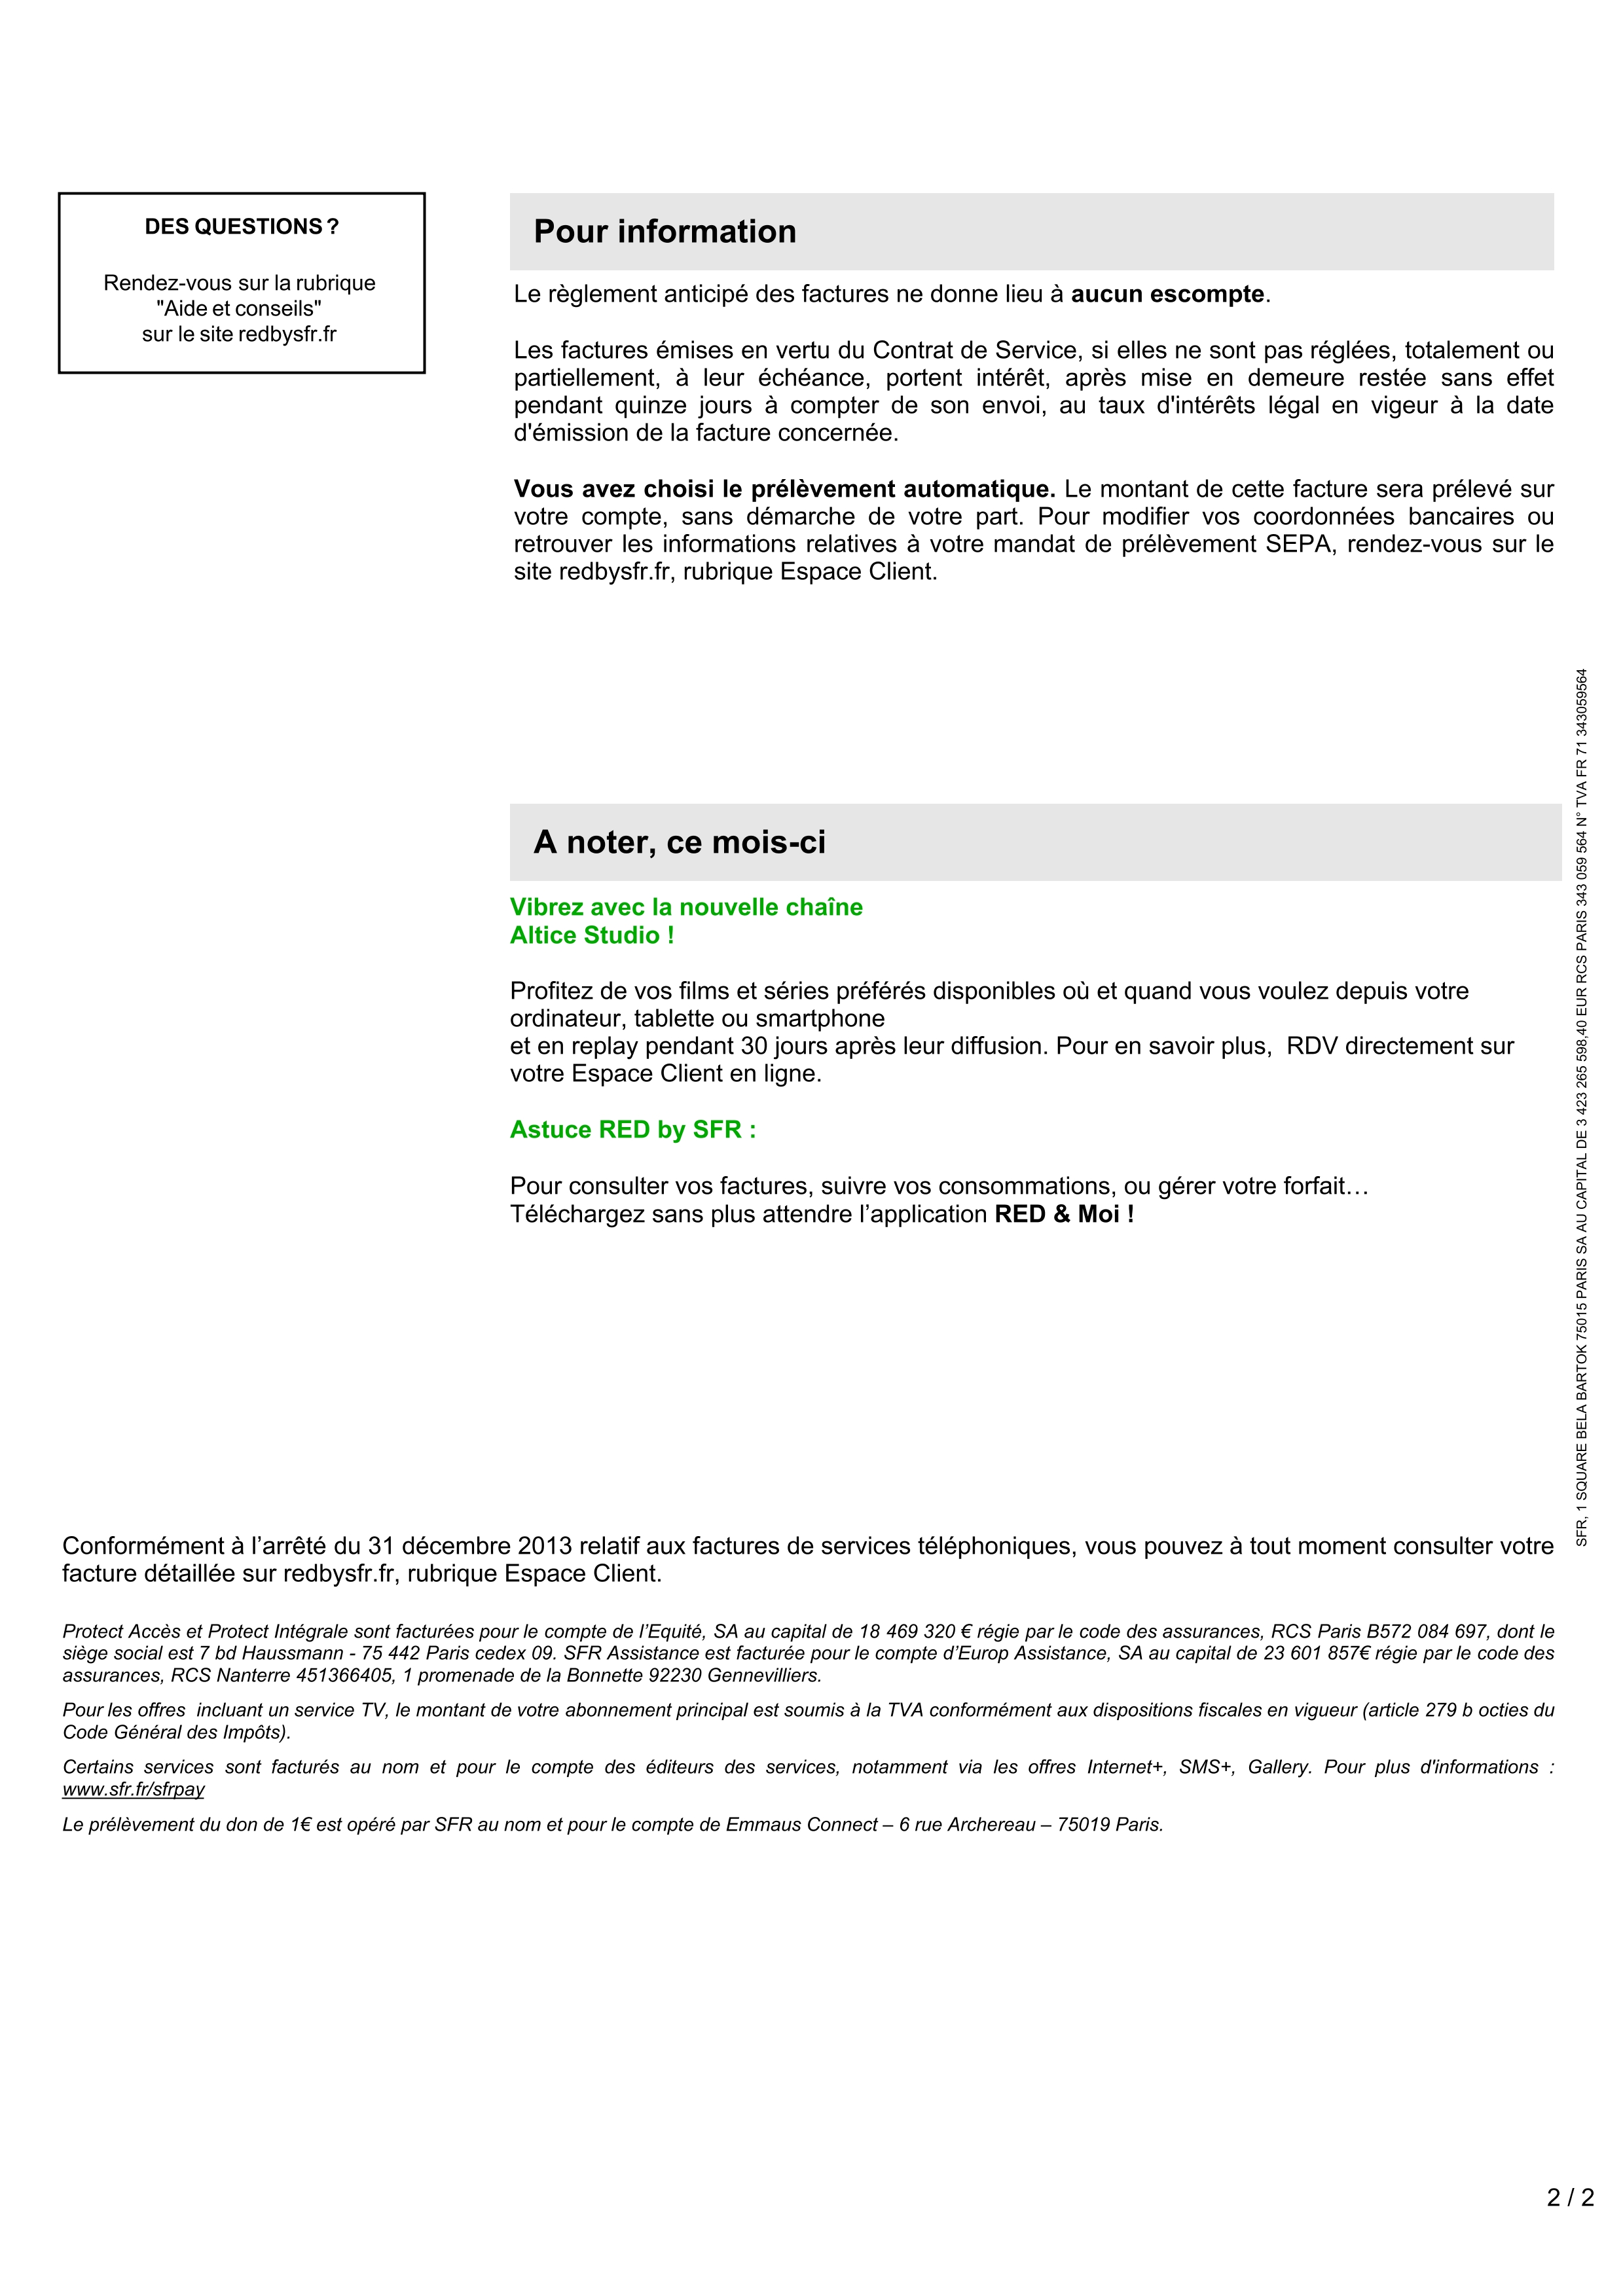 DES QUESTIONS ?
Rendez-vous sur la rubrique
"Aide et conseils"
sur le site redbysfr.fr
Pour information
Le règlement anticipé des factures ne donne lieu à aucun escompte.
Les factures émises en vertu du Contrat de Service, si elles ne sont pas réglées, totalement ou
partiellement, à leur échéance, portent intérêt, après mise en demeure restée sans effet
pendant quinze jours à compter de son envoi, au taux d'intérêts légal en vigeur à la date
d'émission de la facture concernée.
Vous avez choisi le prélèvement automatique. Le montant de cette facture sera prélevé sur
votre compte, sans démarche de votre part. Pour modifier vos coordonnées bancaires ou
retrouver les informations relatives à votre mandat de prélèvement SEPA, rendez-vous sur le
site redbysfr.fr, rubrique Espace Client.
A noter, ce mois-ci
Vibrez avec la nouvelle chaîne
Altice Studio !
Profitez de vos films et séries préférés disponibles où et quand vous voulez depuis votre
ordinateur, tablette ou smartphone
et en replay pendant 30 jours après leur diffusion. Pour en savoir plus, RDV directement sur
votre Espace Client en ligne.
Astuce RED by SFR :
Pour consulter vos factures, suivre vos consommations, ou gérer votre forfait…
Téléchargez sans plus attendre l’application RED & Moi !
SFR, 1 SQUARE BELA BARTOK 75015 PARIS SA AU CAPITAL DE 3 423 265 598,40 EUR RCS PARIS 343 059 564 N° TVA FR 71 343059564
Conformément à l’arrêté du 31 décembre 2013 relatif aux factures de services téléphoniques, vous pouvez à tout moment consulter votre
facture détaillée sur redbysfr.fr, rubrique Espace Client.
Protect Accès et Protect Intégrale sont facturées pour le compte de l’Equité, SA au capital de 18 469 320 € régie par le code des assurances, RCS Paris B572 084 697, dont le
siège social est 7 bd Haussmann - 75 442 Paris cedex 09. SFR Assistance est facturée pour le compte d’Europ Assistance, SA au capital de 23 601 857€ régie par le code des
assurances, RCS Nanterre 451366405, 1 promenade de la Bonnette 92230 Gennevilliers.
Pour les offres incluant un service TV, le montant de votre abonnement principal est soumis à la TVA conformément aux dispositions fiscales en vigueur (article 279 b octies du
Code Général des Impôts).
Certains services sont facturés au nom et pour le compte des éditeurs des services, notamment via les offres Internet+, SMS+, Gallery. Pour plus d'informations :
www.sfr.fr/sfrpay
Le prélèvement du don de 1€ est opéré par SFR au nom et pour le compte de Emmaus Connect – 6 rue Archereau – 75019 Paris.
2 / 2